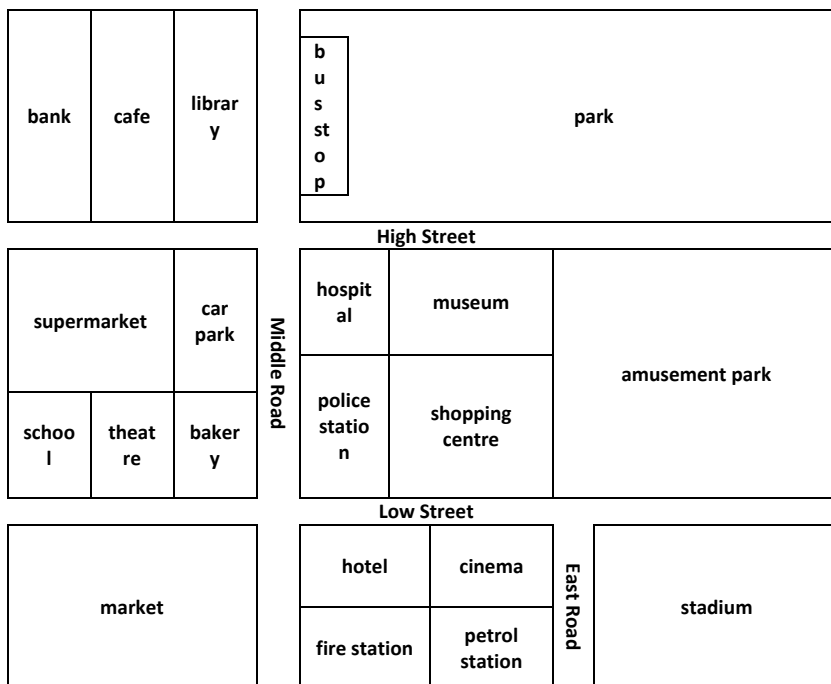 b
u
s
st
o
p
bank
cafe
librar
y
park
High Street
hospit
al
museum
supermarket
car
park
Middle Road
amusement park
police
statio
n
shopping
centre
schoo
l
theat
re
baker
y
Low Street
hotel
cinema
East Road
market
stadium
fire station
petrol
station